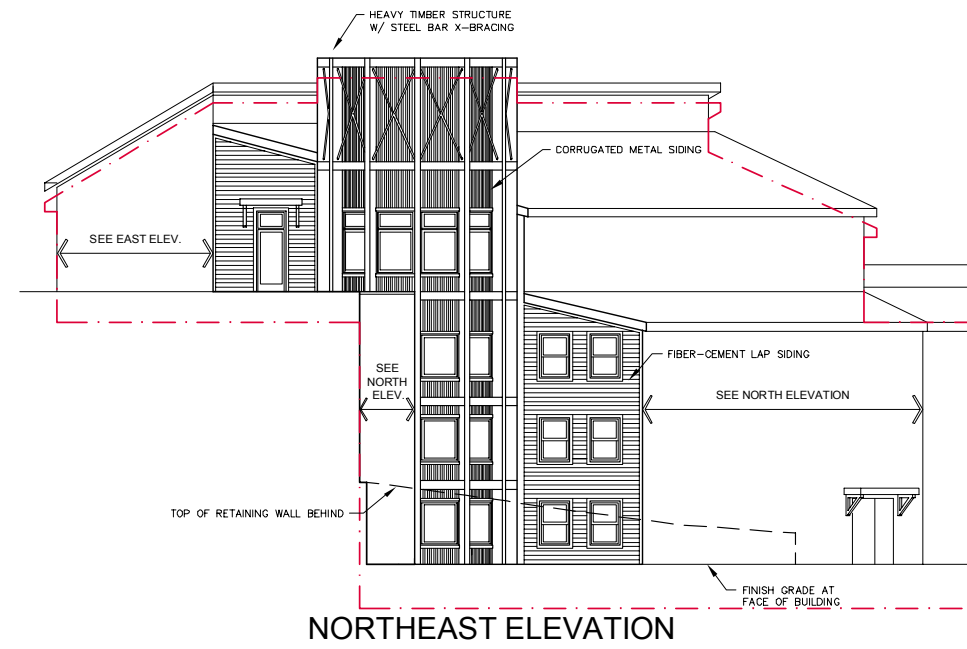 HEAVY TIMBER STRUCTURE
W/ STEEL BAR X-BRACING
CORRUGATED METAL SIDING
SEE EAST ELEV.
FIBER-CEMENT LAP SIDING
SEE
NORTH
ELEV.
SEE NORTH ELEVATION
TOP OF RETAINING WALL BEHIND
FINISH GRADE AT
FACE OF BUILDING
NORTHEAST ELEVATION